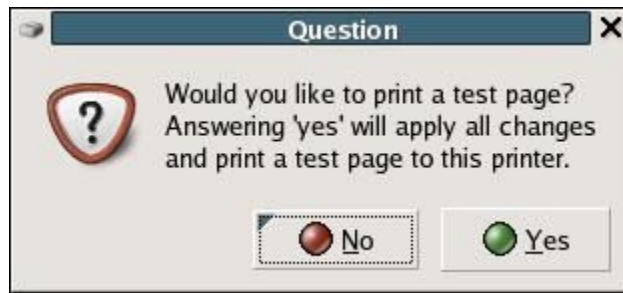 Question
Would you like to print a test page?
Answering 'yes' will apply all changes
and print a test page to this printer.
No
Yes